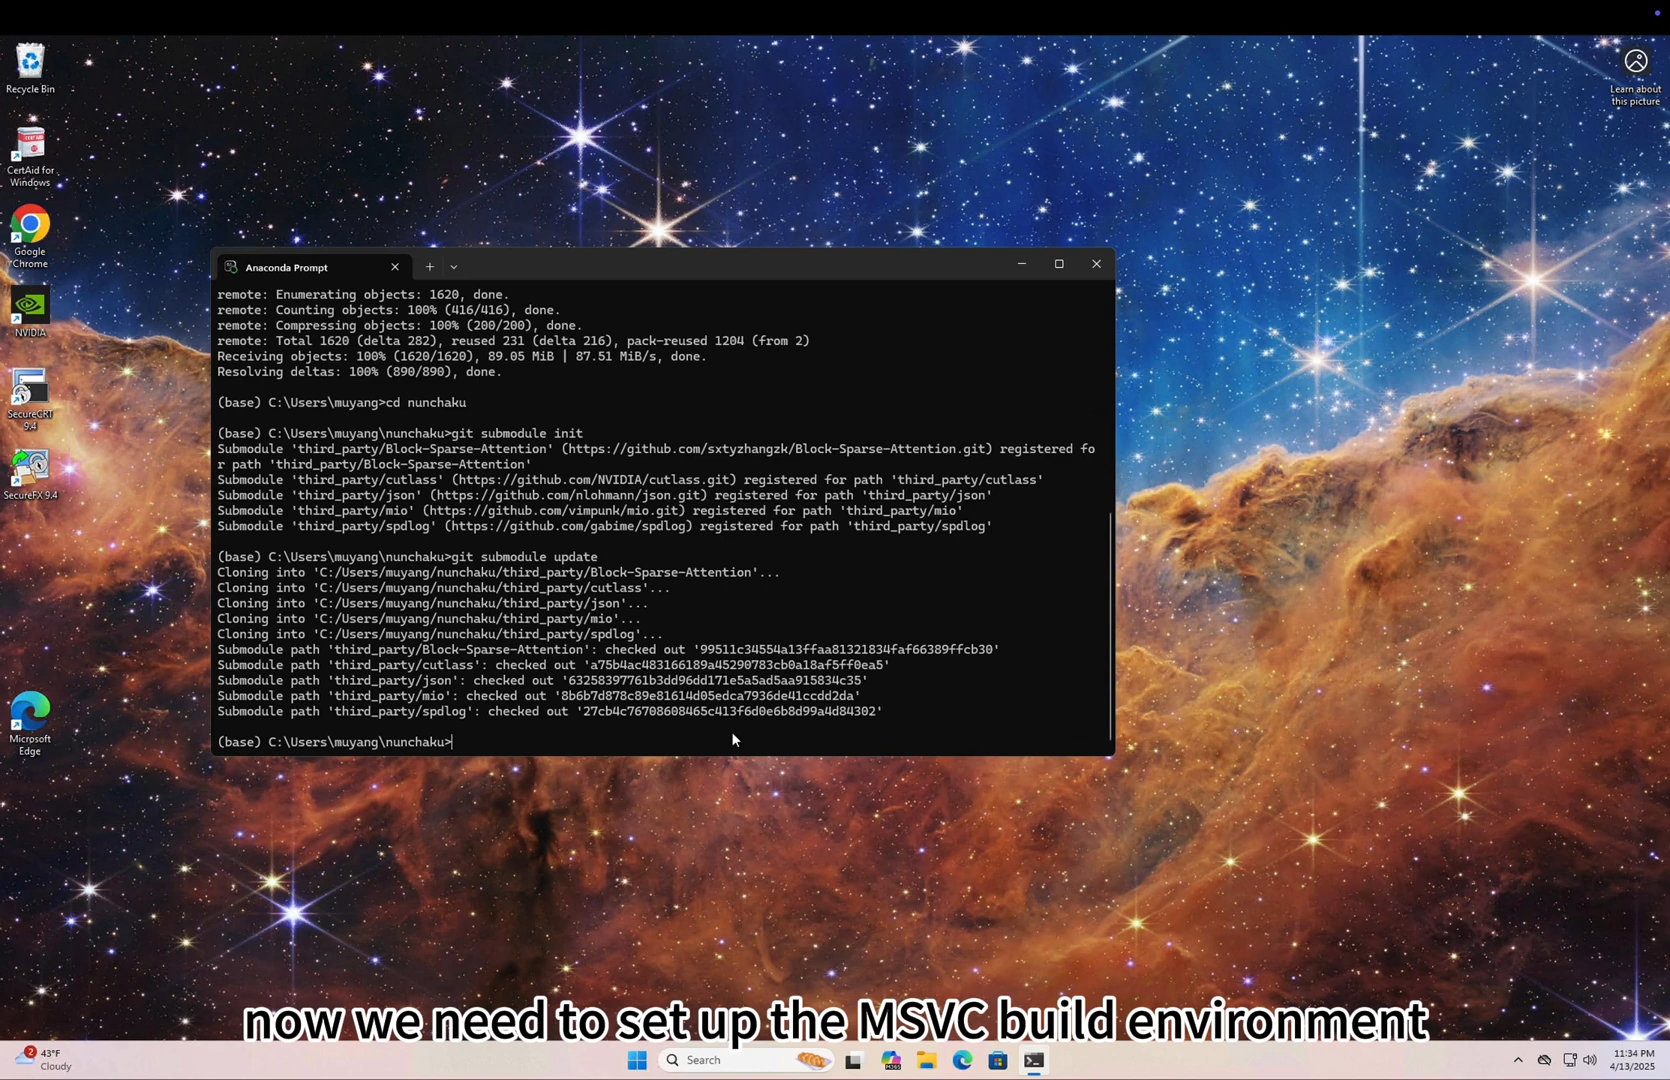 Recycle Bin
Learn about
this picture
CertAid for
Windows
Google
Chrome
NVIDIA
SecureCRT
9.4
SecureFX 9.4
Microsoft
Edge
Anaconda Prompt
remote: Enumerating objects: 1620, done.
remote: Counting objects: 100% (416/416), done.
remote: Compressing objects: 100% (200/200), done.
remote: Total 1620 (delta 282), reused 231 (delta 216), pack-reused 1204 (from 2)
Receiving objects: 100% (1620/1620), 89.05 MiB | 87.51 MiB/s, done.
Resolving deltas: 100% (890/890), done.
(base) C:\Users\muyang>cd nunchaku
(base) C:\Users\muyang\nunchaku>git submodule init
Submodule 'third_party/Block-Sparse-Attention' (https://github.com/sxtyzhangzk/Block-Sparse-Attention.git) registered fo
r path 'third_party/Block-Sparse-Attention'
Submodule 'third_party/cutlass' (https://github.com/NVIDIA/cutlass.git) registered for path 'third_party/cutlass'
Submodule 'third_party/json' (https://github.com/nlohmann/json.git) registered for path 'third_party/json'
Submodule 'third_party/mio' (https://github.com/vimpunk/mio.git) registered for path 'third_party/mio'
Submodule 'third_party/spdlog' (https://github.com/gabime/spdlog) registered for path 'third_party/spdlog'
(base) C:\Users\muyang\nunchaku>git submodule update
Cloning into 'C:/Users/muyang/nunchaku/third_party/Block-Sparse-Attention'...
Cloning into 'C:/Users/muyang/nunchaku/third_party/cutlass'...
Cloning into 'C:/Users/muyang/nunchaku/third_party/json'...
Cloning into 'C:/Users/muyang/nunchaku/third_party/mio'...
Cloning into 'C:/Users/muyang/nunchaku/third_party/spdlog'...
Submodule path 'third_party/Block-Sparse-Attention': checked out '99511c34554a13ffaa81321834faf66389ffcb30'
Submodule path 'third_party/cutlass': checked out 'a75b4ac483166189a45290783cb0a18af5ff0ea5'
Submodule path 'third_party/json': checked out '63258397761b3dd96dd171e5a5ad5aa915834c35'
Submodule path 'third_party/mio': checked out '8b6b7d878c89e81614d05edca7936de41ccdd2da'
Submodule path 'third_party/spdlog': checked out '27cb4c76708608465c413f6d0e6b8d99a4d84302'
(base) C:\Users\muyang\nunchaku>
now we need to set up the MSVC build environment
2
43°F
Cloudy
Search
11:34 PM
4/13/2025